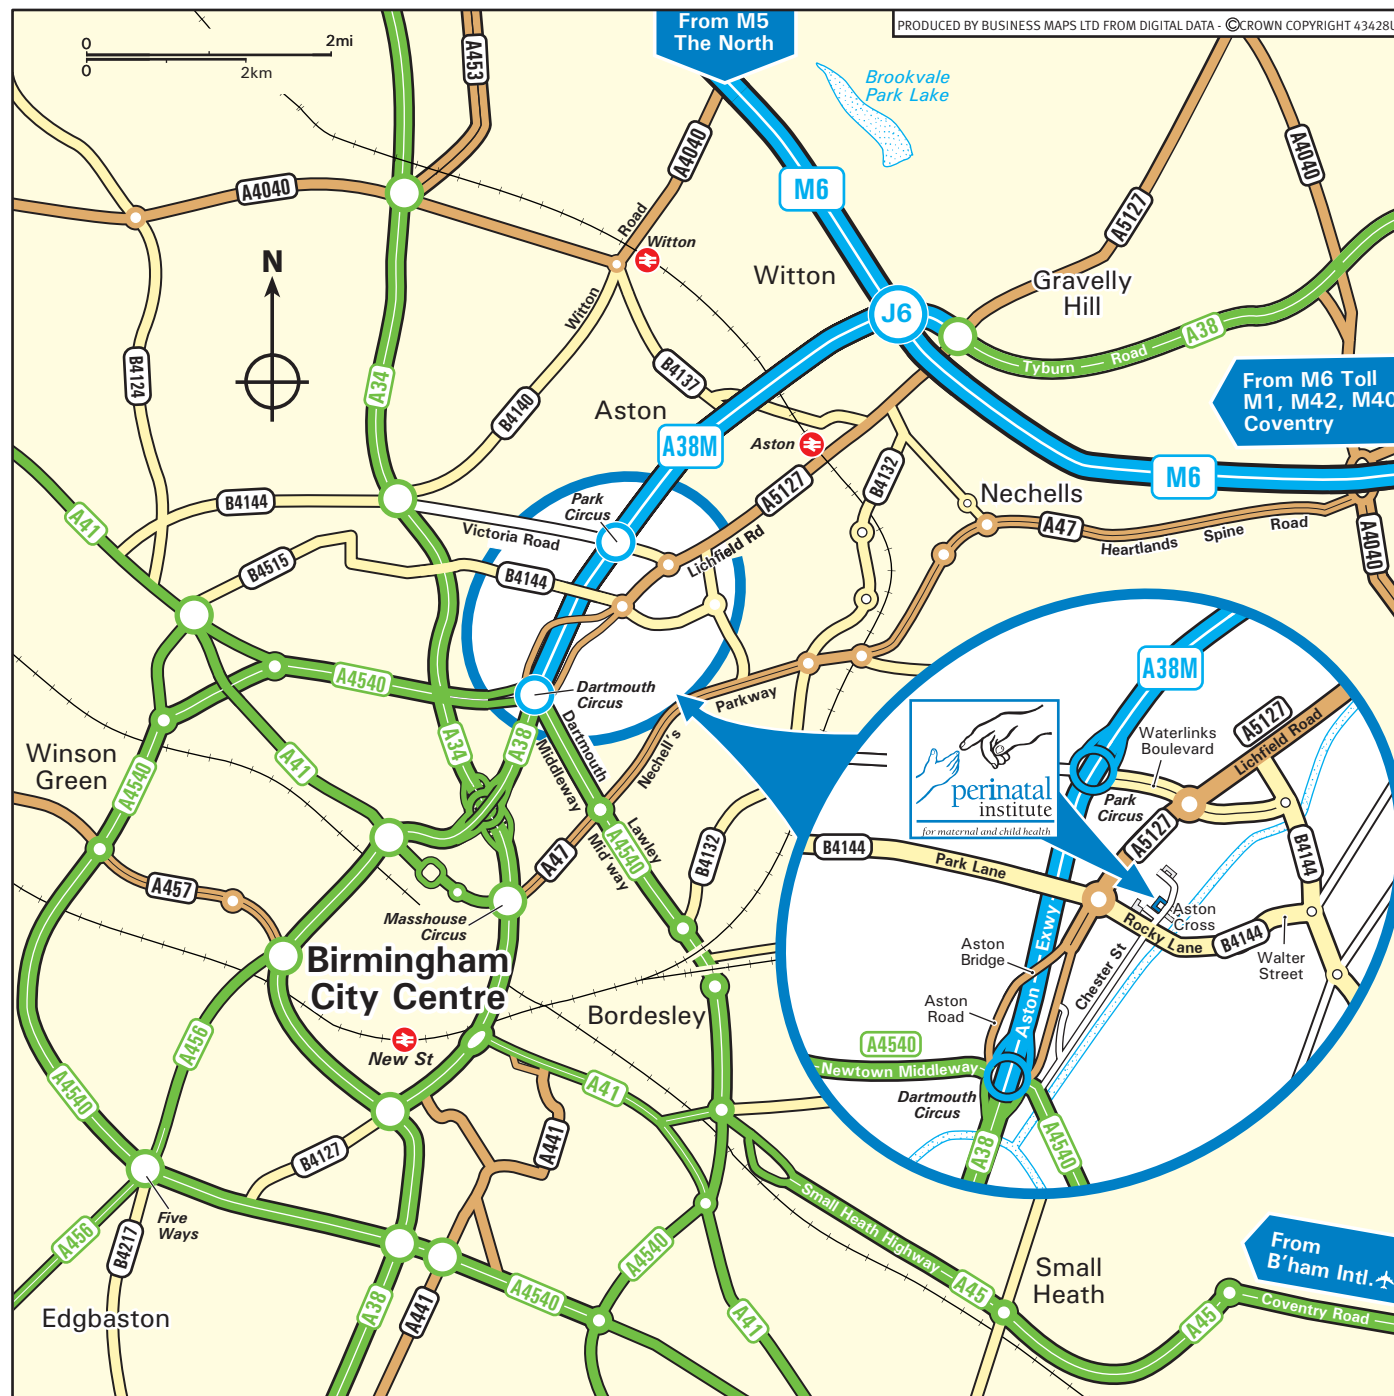 From M5
The North
PRODUCED BY BUSINESS MAPS LTD FROM DIGITAL DATA - ©CROWN COPYRIGHT 43428U
0
2mi
0
2km
A453
Brookvale
Park Lake
A4040
A4040
A4040
M6
A5127
Road
Witton
Witton
Gravelly
Hill
N
Witton
J6
A38
Tyburn
Road
B4124
A34
B4137
From M6 Toll
M1, M42, M40
Coventry
B4140
Aston
A38M
Aston
M6
B4132
A5127
Nechells
Park
Circus
B4144
A41
Victoria Road
Lichfield Rd
A47
Heartlands
Spine
Road
A4040
B4515
B4144
A4540
Dartmouth
Circus
Parkway
A38M
A5127
Lichfield Road
Waterlinks
Boulevard
Winson
Green
A4540
A41
A34
A38
Dartmouth
Middleway
Nechell's
perinatal
institute
for maternal and child health
Park
Circus
A5127
B4144
Lawley
Mid'way
A4540
B4132
B4144
Park Lane
A47
A457
Masshouse
Circus
Aston
Cross
Rocky Lane
B4144
Walter
Street
Birmingham
City Centre
Aston
Bridge
Exwy
Aston
Chester St
Aston
Road
Bordesley
New St
A456
A4540
Newtown Middleway
Dartmouth
Circus
A4540
A41
A38
A4540
B4127
A441
Five
Ways
A456
B4217
Small Heath Highway
A4540
A45
Small
Heath
From
B'ham Intl.
Edgbaston
A38
A441
A4540
A41
A45
Coventry Road